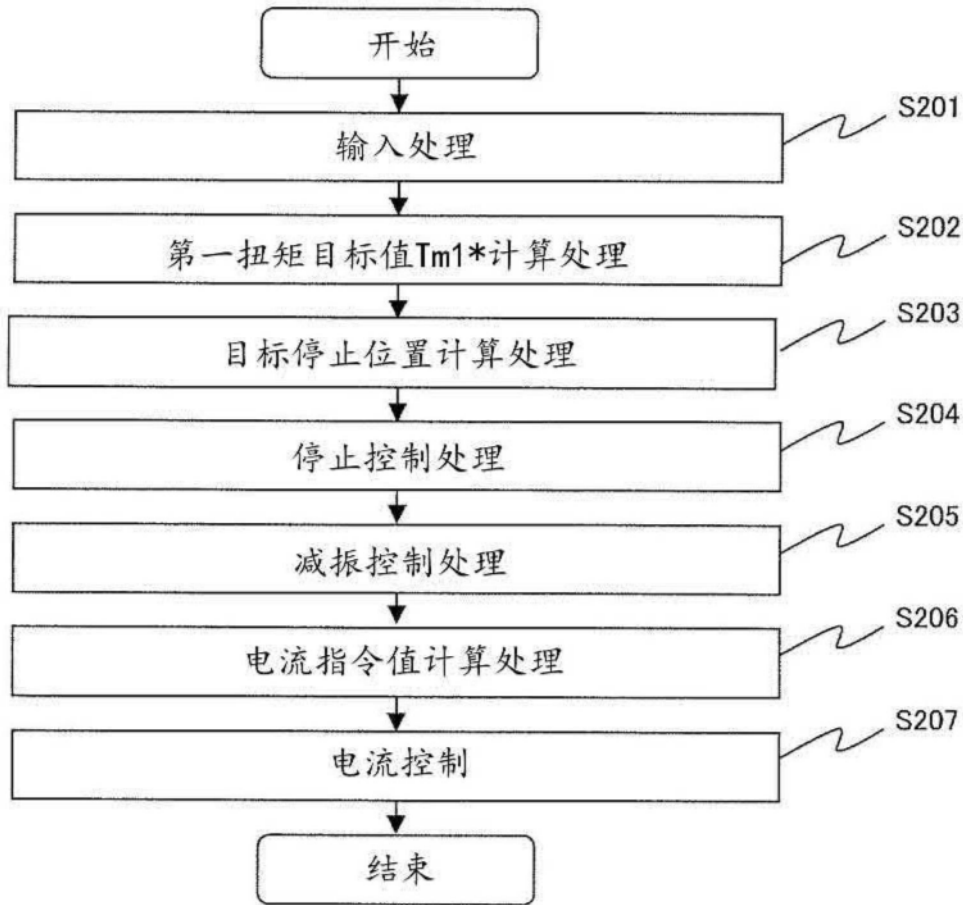 开始
S201
输入处理
S202
第一扭矩目标值Tm1*计算处理
S203
目标停止位置计算处理
S204
停止控制处理
S205
减振控制处理
S206
电流指令值计算处理
S207
电流控制
结束